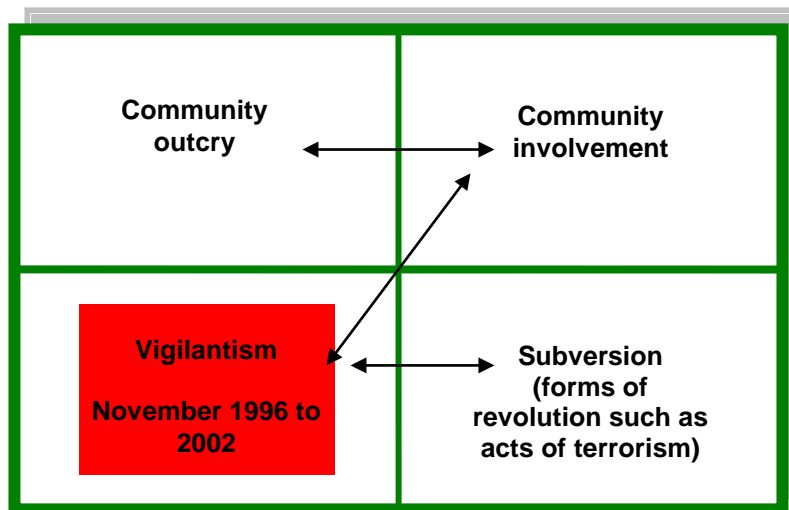 Community
outcry
Community
involvement
Vigilantism
November 1996 to
2002
Subversion
(forms of
revolution such as
acts of terrorism)